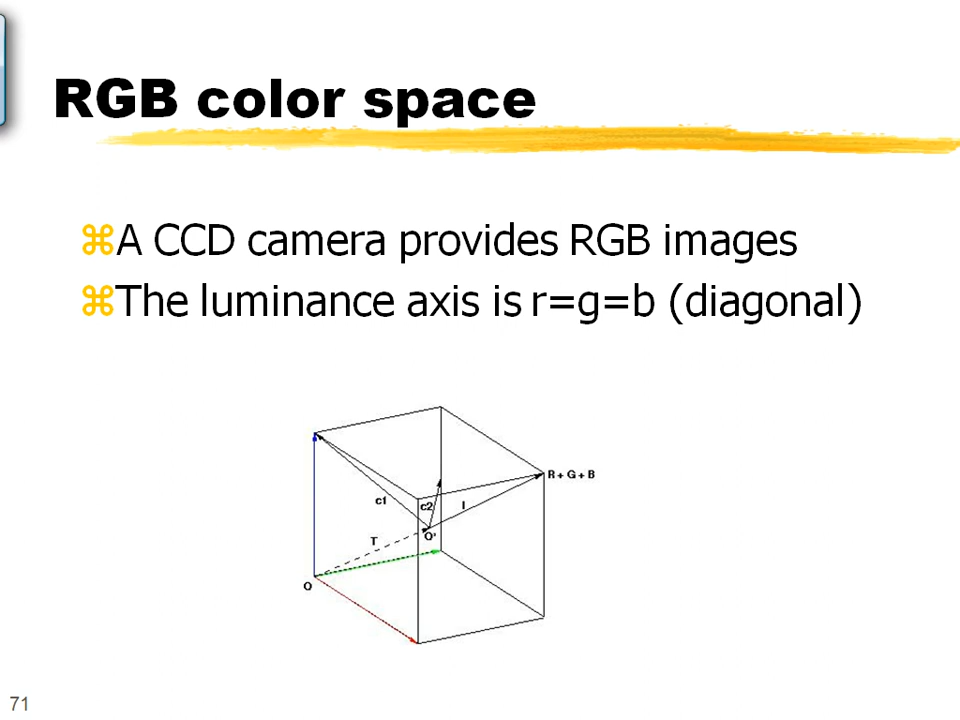 RGB color space
A CCD camera provides RGB images
The luminance axis is r=g=b (diagonal)
R + G + B
c1
c2
I
O'
T
O
71